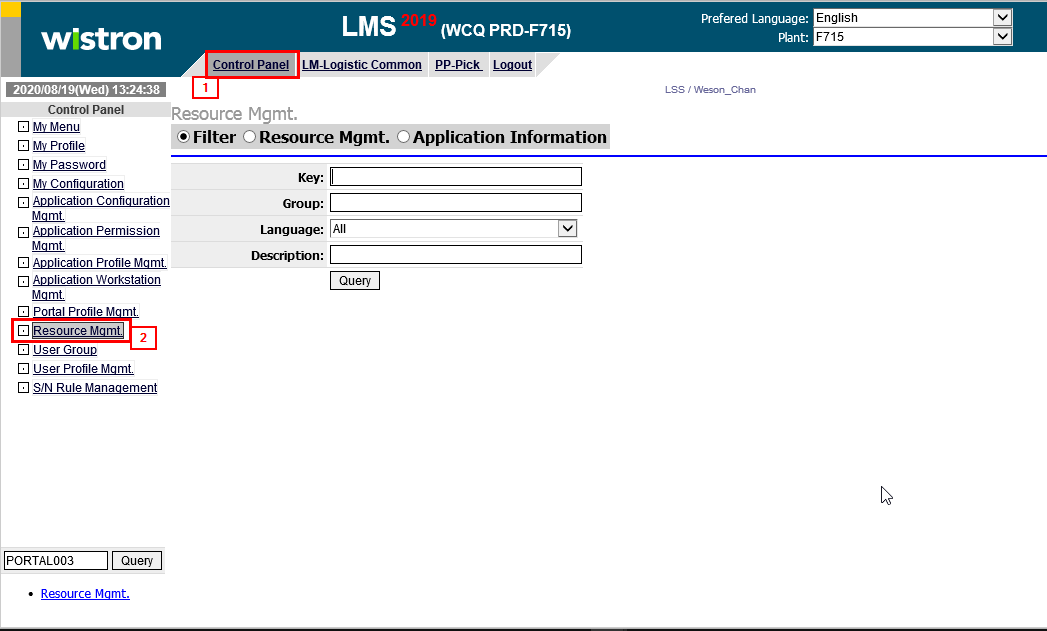 wistron
LMS 2019 (WCQ PRD-F715)
Prefered Language: English
Plant: F715
Control Panel LM-Logistic Common PP-Pick Logout
1
2020/08/19(Wed) 13:24:38
LSS / Weson_Chan
Control Panel
My Menu
My Profile
My Password
My Configuration
Application Configuration
Mgmt.
Application Permission
Mgmt.
Application Profile Mgmt.
Application Workstation
Mgmt.
Portal Profile Mgmt.
Resource Mgmt.
2
User Group
User Profile Mgmt.
S/N Rule Management
Resource Mgmt.
Filter Resource Mgmt. Application Information
Key:
Group:
Language: All
Description:
Query
PORTAL003 Query
• Resource Mgmt.